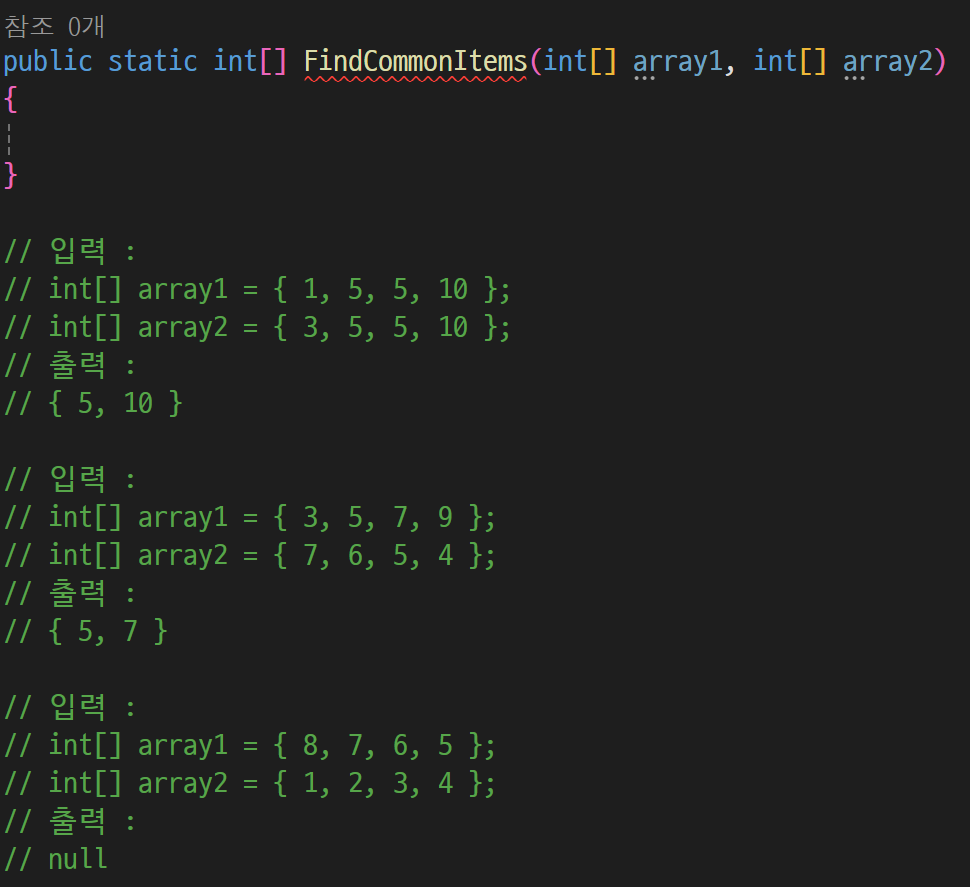 참조 0개
public static int[] FindCommonItems(int[] array1, int[] array2)
{
}
// 입력 :
// int[] array1 = { 1, 5, 5, 10 };
// int[] array2 = { 3, 5, 5, 10 };
// 출력 :
// { 5, 10 }
// 입력 :
// int[] array1 = { 3, 5, 7, 9 };
// int[] array2 = { 7, 6, 5, 4 };
// 출력 :
// { 5, 7 }
// 입력 :
// int[] array1 = { 8, 7, 6, 5 };
// int[] array2 = { 1, 2, 3, 4 };
// 출력 :
// null